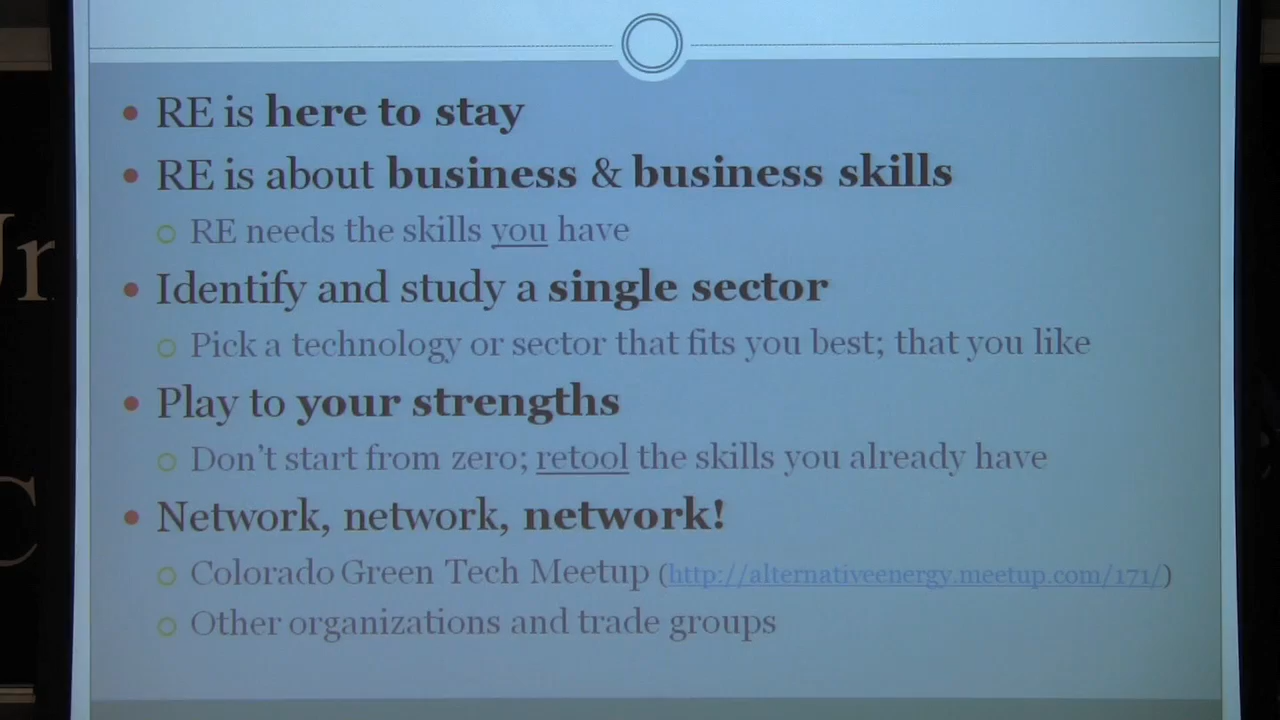 RE is here to stay
RE is about business & business skills
RE needs the skills you have
Identify and study a single sector
Pick a technology or sector that fits you best; that you like
Play to your strengths
Don't start from zero; retool the skills you already have
Network, network, network!
Colorado Green Tech Meetup (http://alternativeenergy.meetup.com/171/)
Other organizations and trade groups